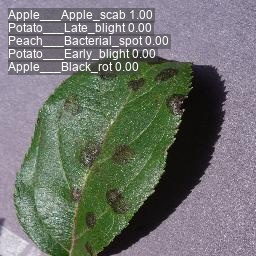 Apple___Apple_scab 1.00
Potato___Late_blight 0.00
Peach___Bacterial_spot 0.00
Potato___Early_blight 0.00
Apple___Black_rot 0.00